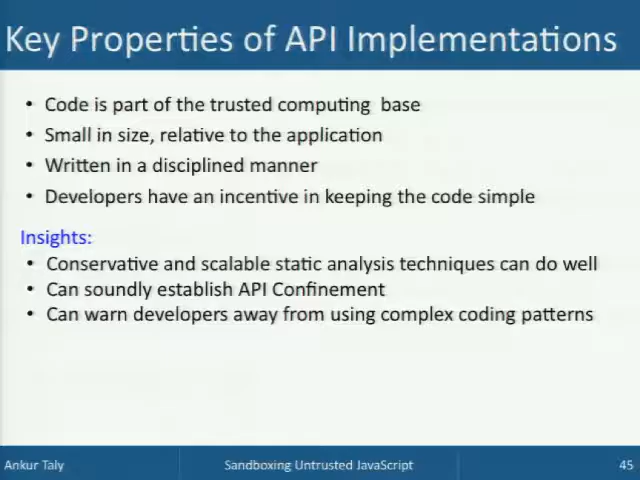 Key Properties of API Implementations
• Code is part of the trusted computing base
• Small in size, relative to the application
• Written in a disciplined manner
• Developers have an incentive in keeping the code simple
Insights:
• Conservative and scalable static analysis techniques can do well
• Can soundly establish API Confinement
• Can warn developers away from using complex coding patterns
Ankur Taly
Sandboxing Untrusted JavaScript
45